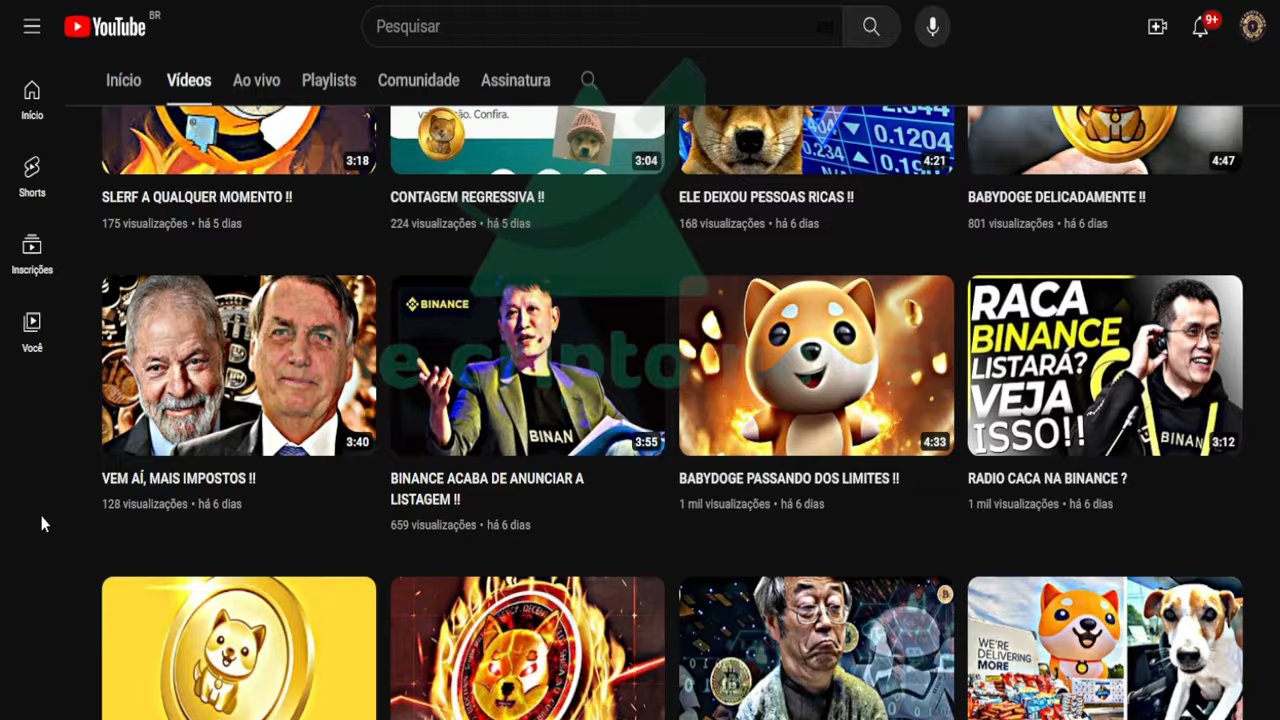 YouTube BR
Pesquisar
9+
Início
Vídeos
Ao vivo
Playlists
Comunidade
Assinatura
Início
Shorts
Inscrições
Você
Confira.
0.1204
0.234
3:18
3:04
4:21
4:47
SLERF A QUALQUER MOMENTO !!
CONTAGEM REGRESSIVA !!
ELE DEIXOU PESSOAS RICAS !!
BABYDOGE DELICADAMENTE !!
175 visualizações • há 5 dias
224 visualizações • há 5 dias
168 visualizações • há 6 dias
801 visualizações • há 6 dias
BINANCE
BINAN
RACA
BINANCE
LISTARÁ?
VEJA
ISSO!!
BINAN
3:40
3:55
4:33
3:12
VEM AÍ, MAIS IMPOSTOS !!
BINANCE ACABA DE ANUNCIAR A
LISTAGEM !!
BABYDOGE PASSANDO DOS LIMITES !!
RADIO CACA NA BINANCE ?
128 visualizações • há 6 dias
659 visualizações • há 6 dias
1 mil visualizações • há 6 dias
1 mil visualizações • há 6 dias
WE'RE
DELIVERING
MORE